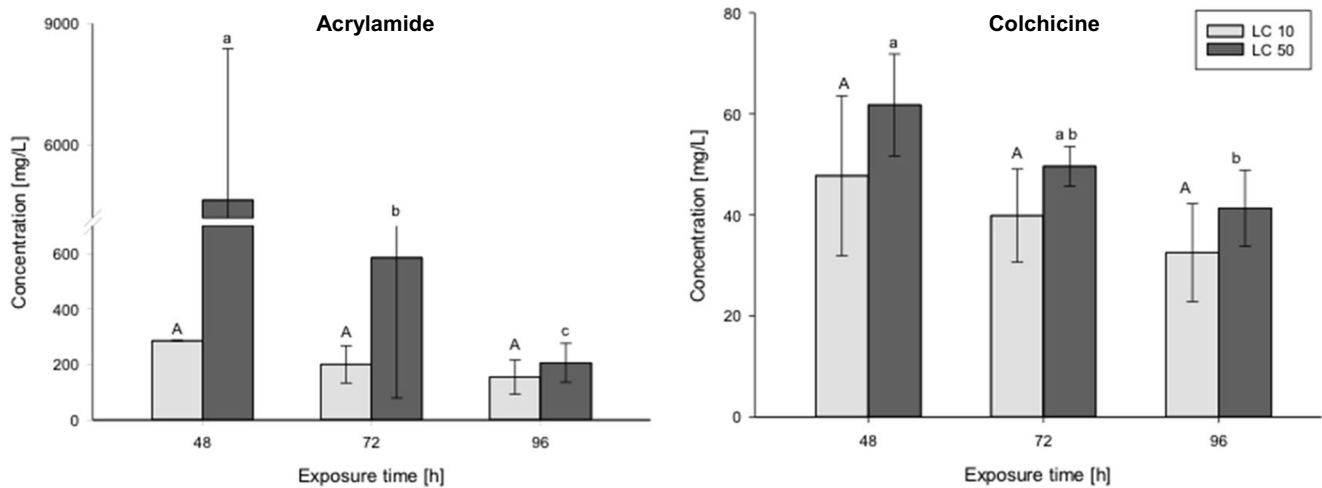 Acrylamide
9000
6000
600
400
200
0
Concentration [mg/L]
a
b
c
A
A
A
48
72
96
Exposure time [h]
Colchicine
LC 10
LC 50
80
60
40
20
0
Concentration [mg/L]
a
a b
b
A
A
A
48
72
96
Exposure time [h]